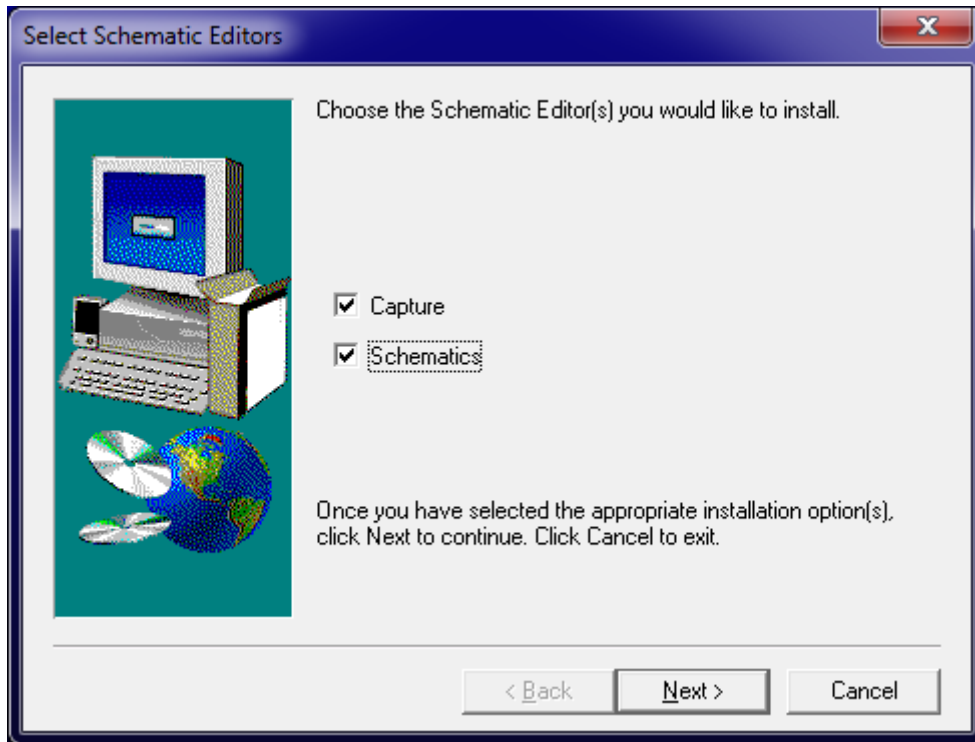 Select Schematic Editors
Choose the Schematic Editor(s) you would like to install.
Capture
Schematics
Once you have selected the appropriate installation option(s),
click Next to continue. Click Cancel to exit.
< Back
Next >
Cancel